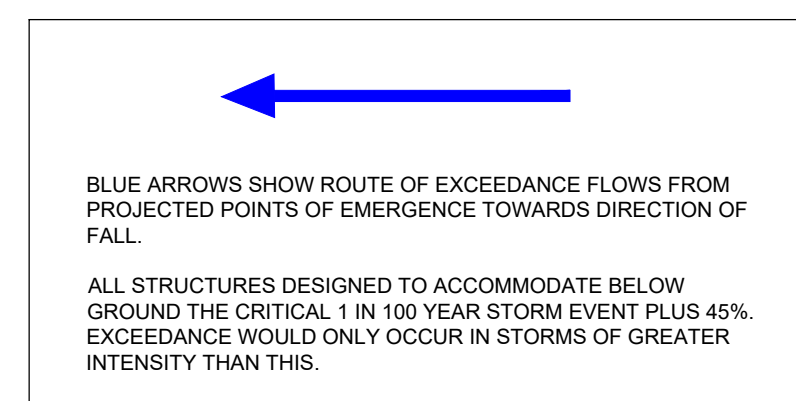 BLUE ARROWS SHOW ROUTE OF EXCEEDANCE FLOWS FROM
PROJECTED POINTS OF EMERGENCE TOWARDS DIRECTION OF
FALL.
ALL STRUCTURES DESIGNED TO ACCOMMODATE BELOW
GROUND THE CRITICAL 1 IN 100 YEAR STORM EVENT PLUS 45%.
EXCEEDANCE WOULD ONLY OCCUR IN STORMS OF GREATER
INTENSITY THAN THIS.